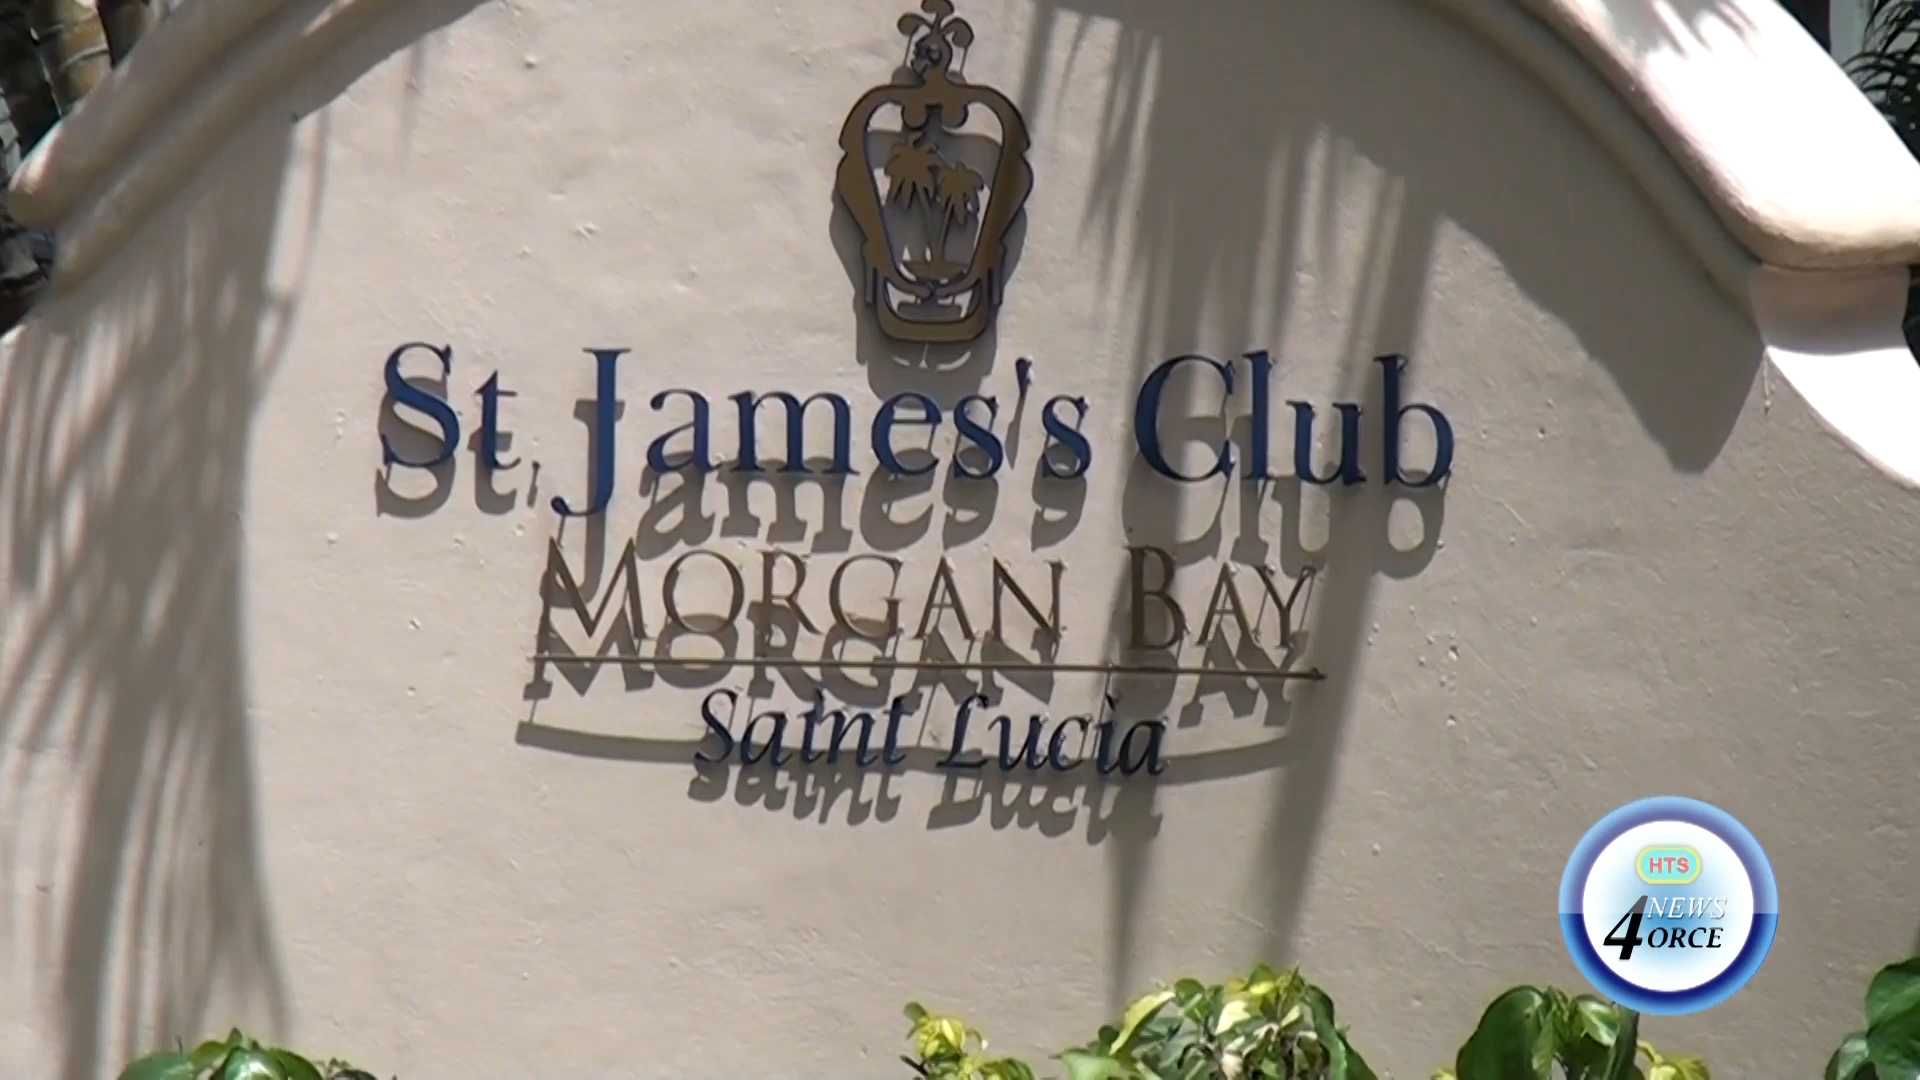 St. James's Club
MORGAN BAY
Saint Lucia
HTS
NEWS
4ORCE